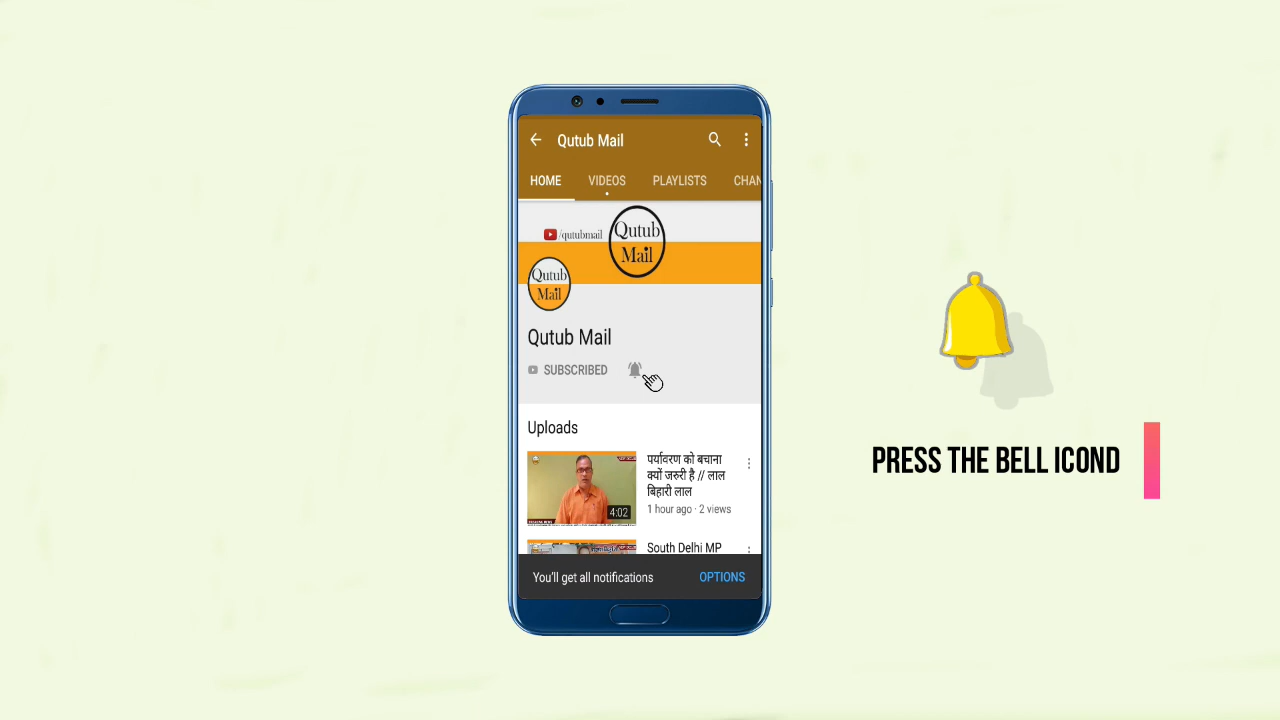 Qutub Mail
HOME VIDEOS PLAYLISTS CHAN
/qutubmail
Qutub
Mail
Qutub
Mail
Qutub Mail
SUBSCRIBED
Uploads
पर्यावरण को बचाना
क्यों जरुरी है // लाल
बिहारी लाल
4:02
1 hour ago · 2 views
South Delhi MP
You'll get all notifications OPTIONS
PRESS THE BELL ICOND